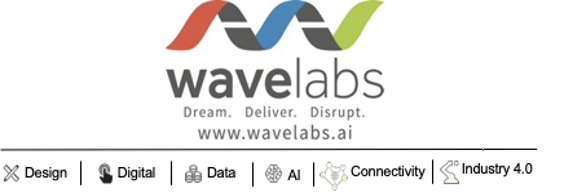 wavelabs
Dream. Deliver. Disrupt.
www.wavelabs.ai
Design | Digital | Data | AI | Connectivity | Industry 4.0